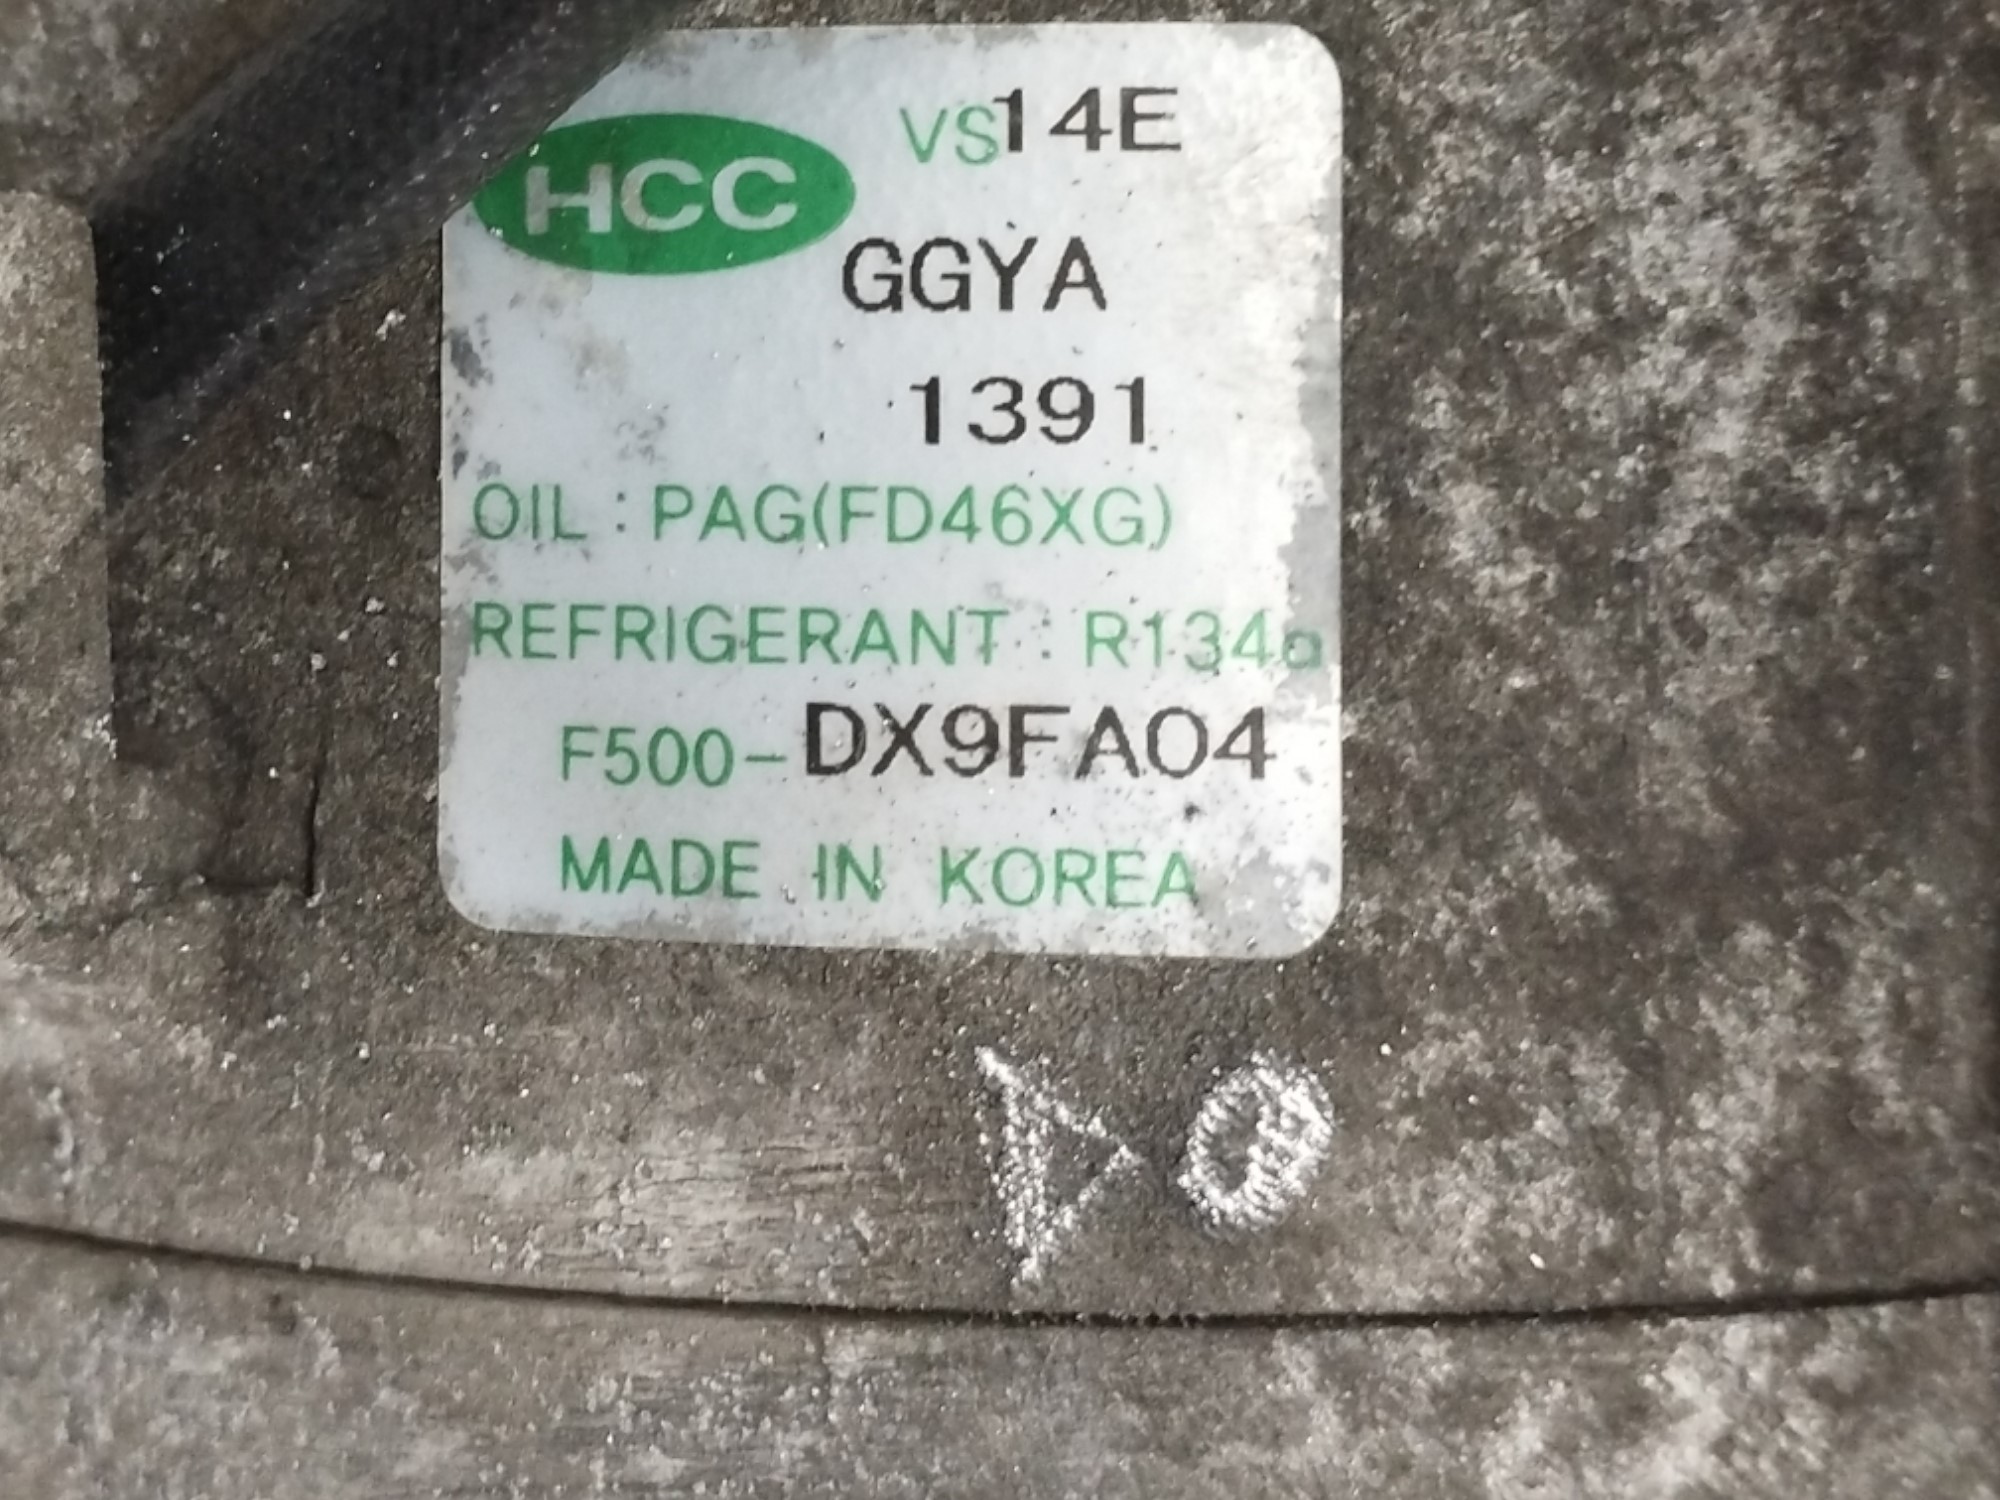 HCC VS14E
GGYA
1391
OIL : PAG(FD46XG)
REFRIGERANT : R134a
F500-DX9FA04
MADE IN KOREA